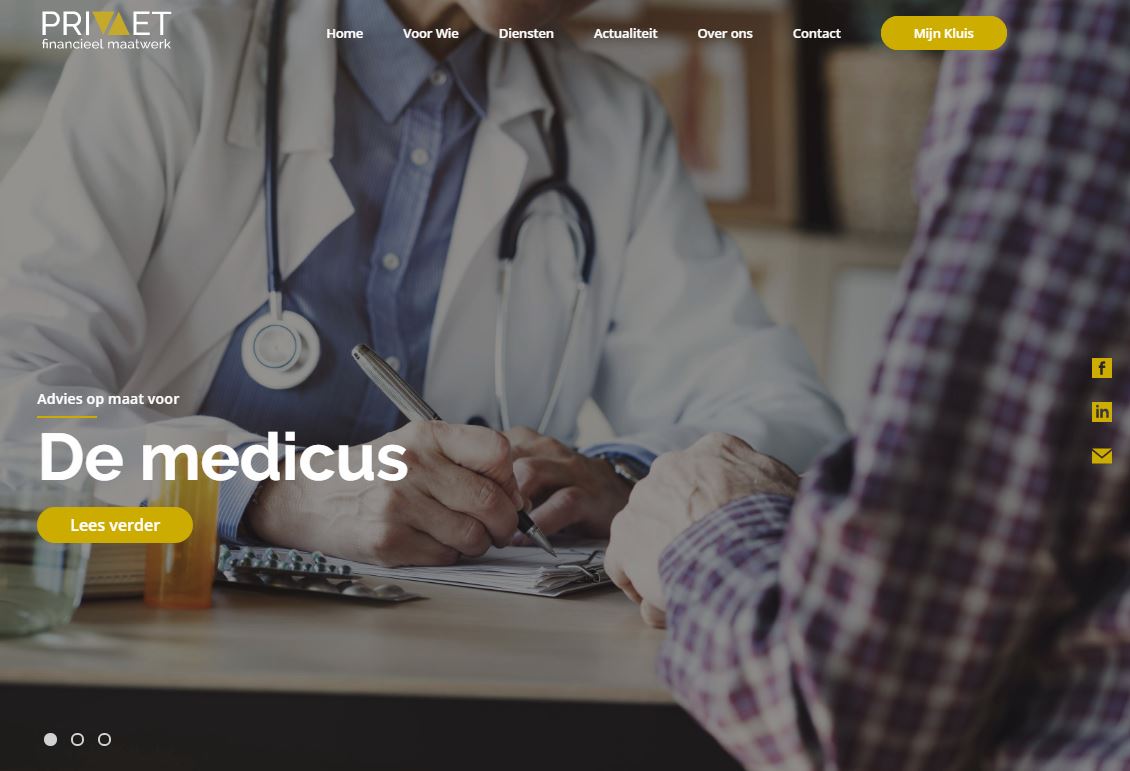 PRIVAET
financieel maatwerk
Home Voor Wie Diensten Actualiteit Over ons Contact Mijn Kluis
Advies op maat voor
De medicus
Lees verder